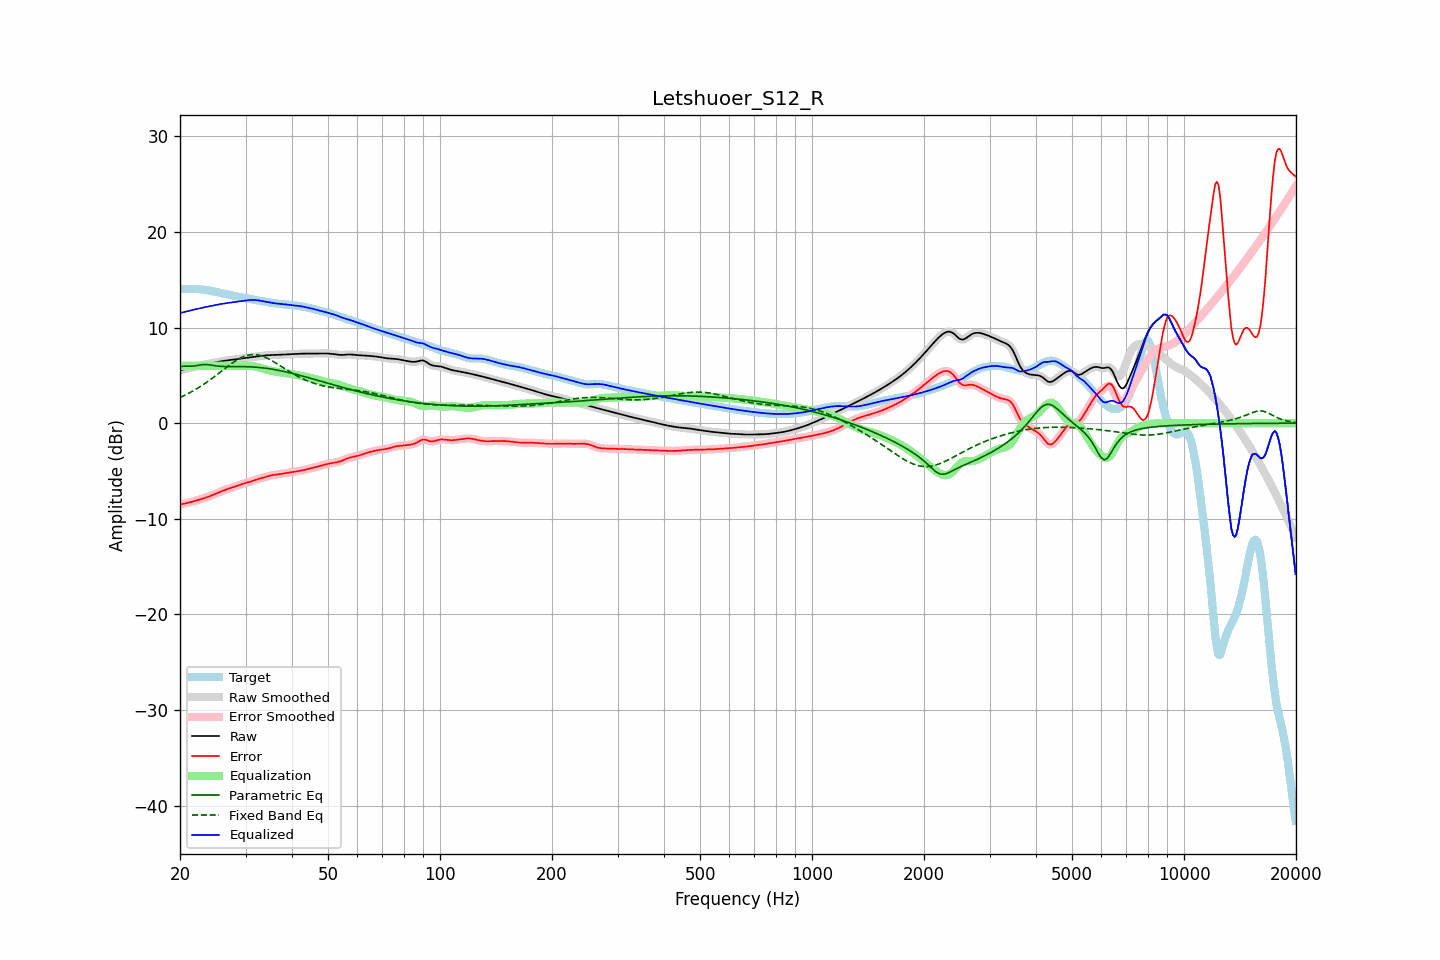 Letshuoer_S12_R
Amplitude (dBr)
30
20
10
0
−10
−20
−30
−40
Target
Raw Smoothed
Error Smoothed
Raw
Error
Equalization
Parametric Eq
Fixed Band Eq
Equalized
20 50 100 200 500 1000 2000 5000 10000 20000
Frequency (Hz)